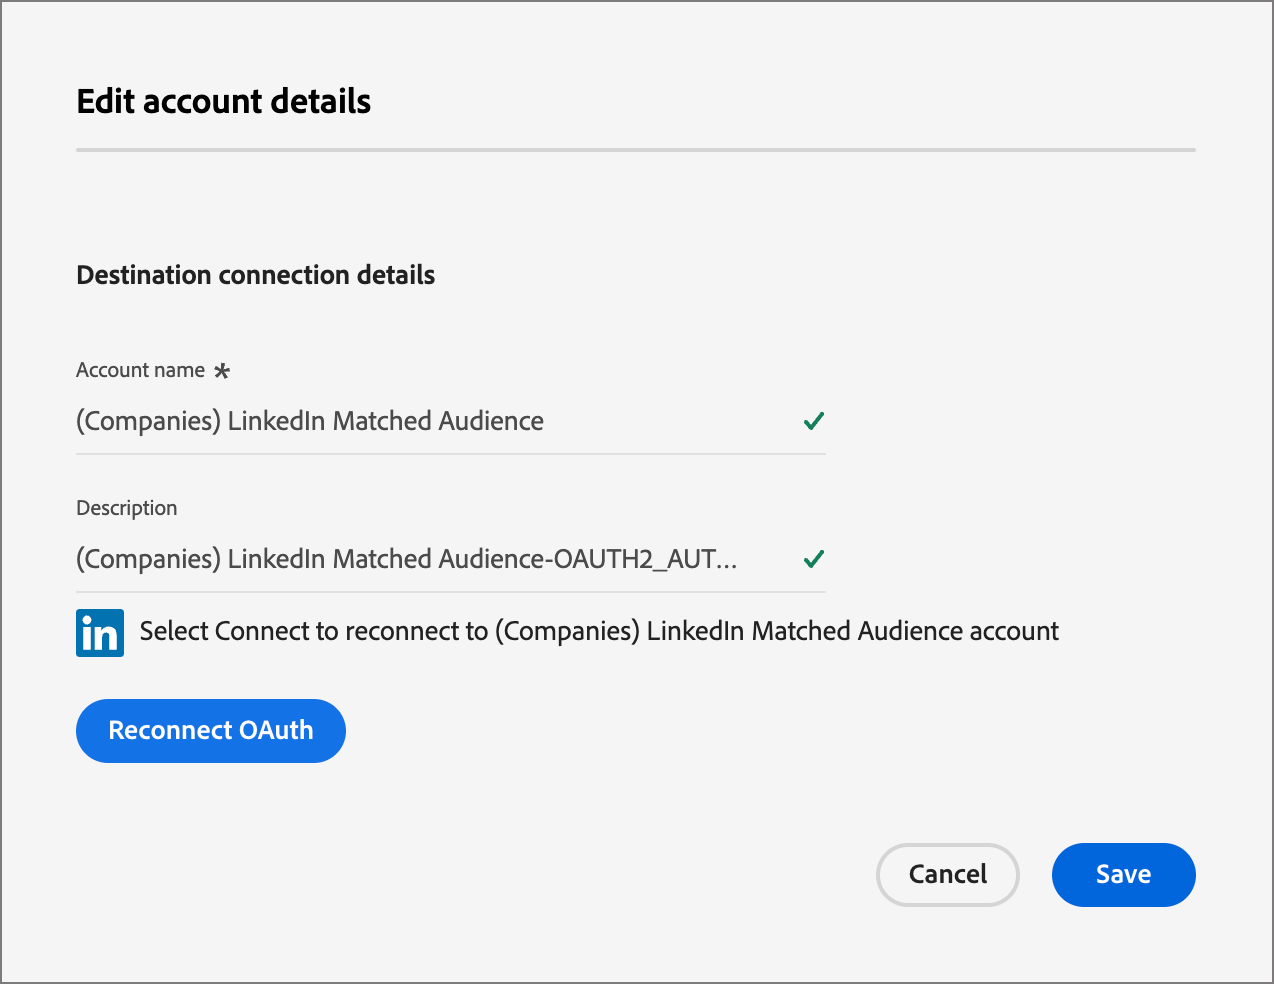 Edit account details
Destination connection details
Account name *
(Companies) LinkedIn Matched Audience
Description
(Companies) LinkedIn Matched Audience-OAUTH2_AUT...
in Select Connect to reconnect to (Companies) LinkedIn Matched Audience account
Reconnect OAuth
Cancel Save